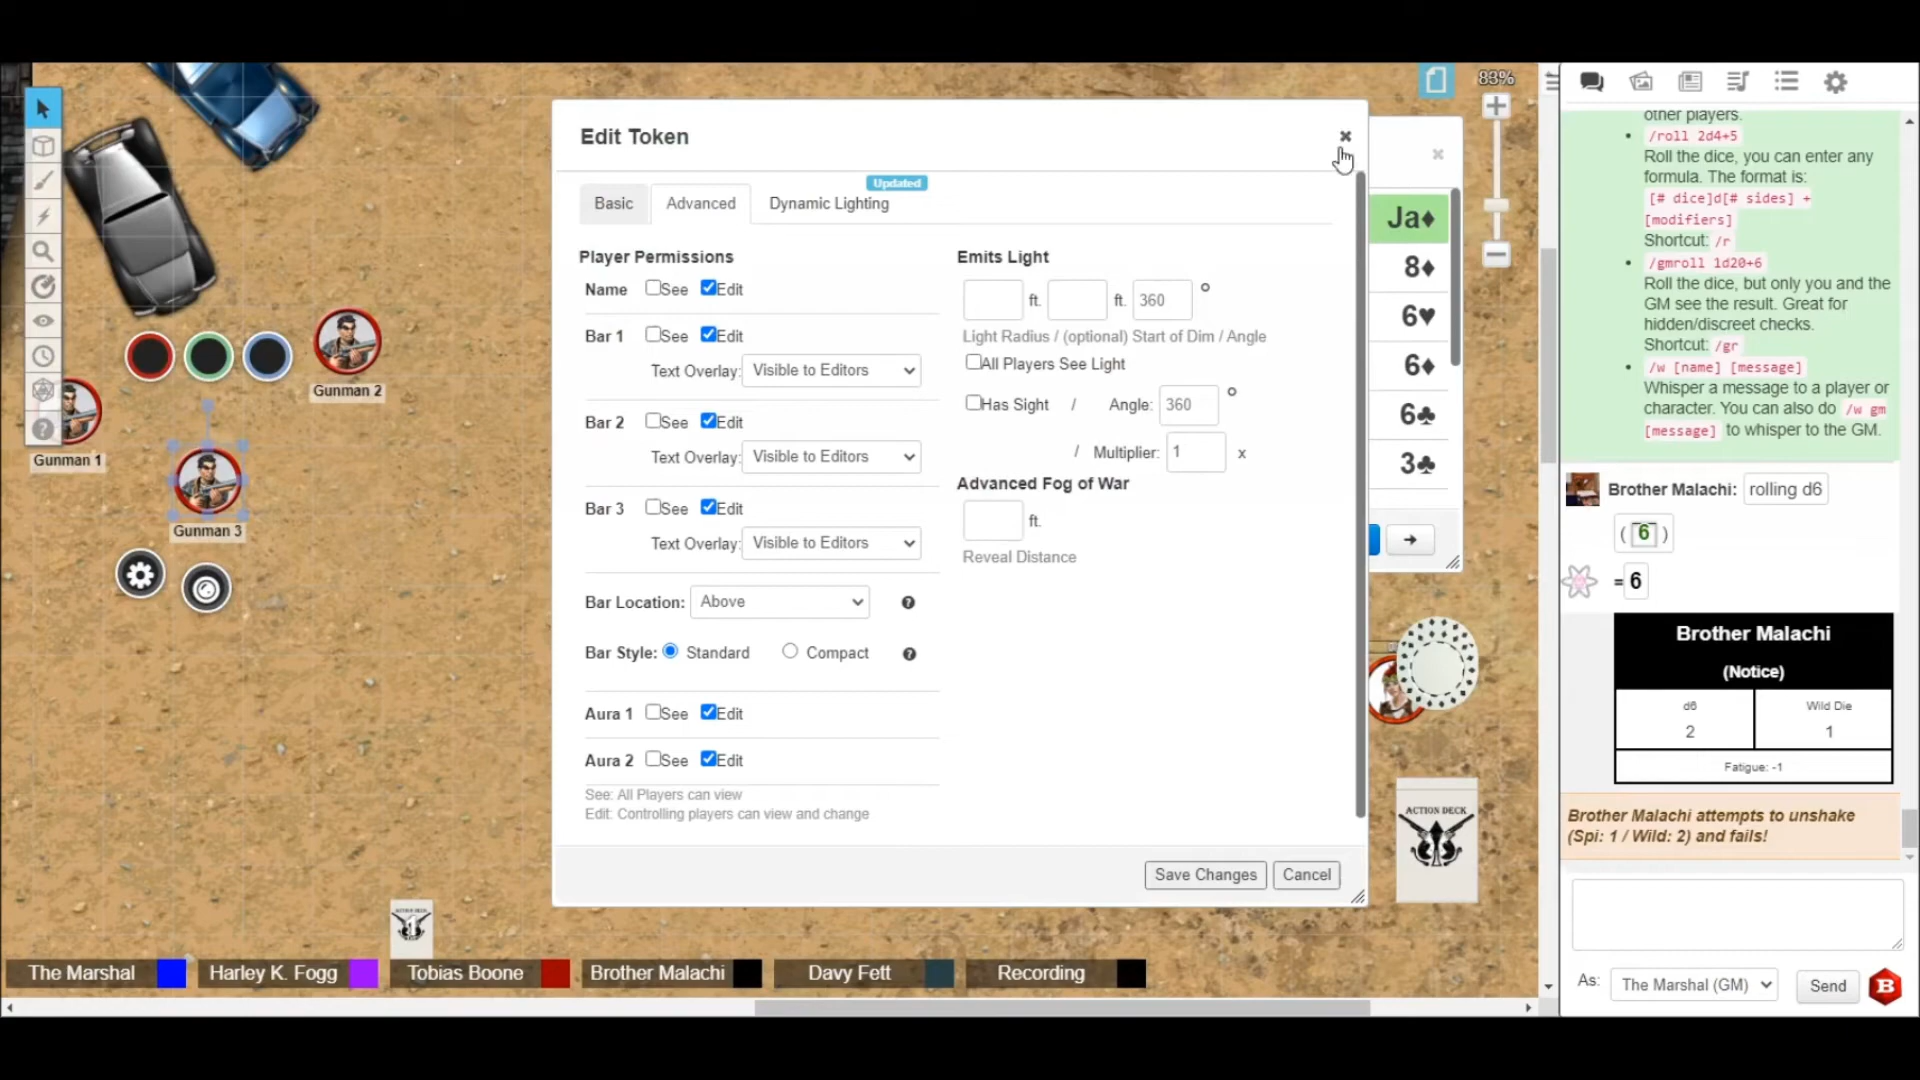 83%
Edit Token
Basic
Advanced
Dynamic Lighting
Updated
Player Permissions
Name See Edit
Bar 1 See Edit
Text Overlay: Visible to Editors
Bar 2 See Edit
Text Overlay: Visible to Editors
Bar 3 See Edit
Text Overlay: Visible to Editors
Bar Location: Above
Bar Style: Standard Compact
Aura 1 See Edit
Aura 2 See Edit
See: All Players can view
Edit: Controlling players can view and change
Emits Light
ft. ft. 360 °
Light Radius / (optional) Start of Dim / Angle
All Players See Light
Has Sight / Angle: 360 °
/ Multiplier: 1 x
Advanced Fog of War
ft.
Reveal Distance
Save Changes
Cancel
Ja♦
8♦
6♥
6♦
6♣
3♣
Gunman 2
Gunman 1
Gunman 3
ACTION DECK
ACTION DECK
1
The Marshal
Harley K. Fogg
Tobias Boone
Brother Malachi
Davy Fett
Recording
other players.
/roll 2d4+5
Roll the dice, you can enter any
formula. The format is:
[# dice]d[# sides] +
[modifiers]
Shortcut: /r
/gmroll 1d20+6
Roll the dice, but only you and the
GM see the result. Great for
hidden/discreet checks.
Shortcut: /gr
/w [name] [message]
Whisper a message to a player or
character. You can also do /w gm
[message] to whisper to the GM.
Brother Malachi: rolling d6
(6)
=6
Brother Malachi
(Notice)
d6 Wild Die
2 1
Fatigue: -1
Brother Malachi attempts to unshake
(Spi: 1 / Wild: 2) and fails!
As: The Marshal (GM)
Send
B